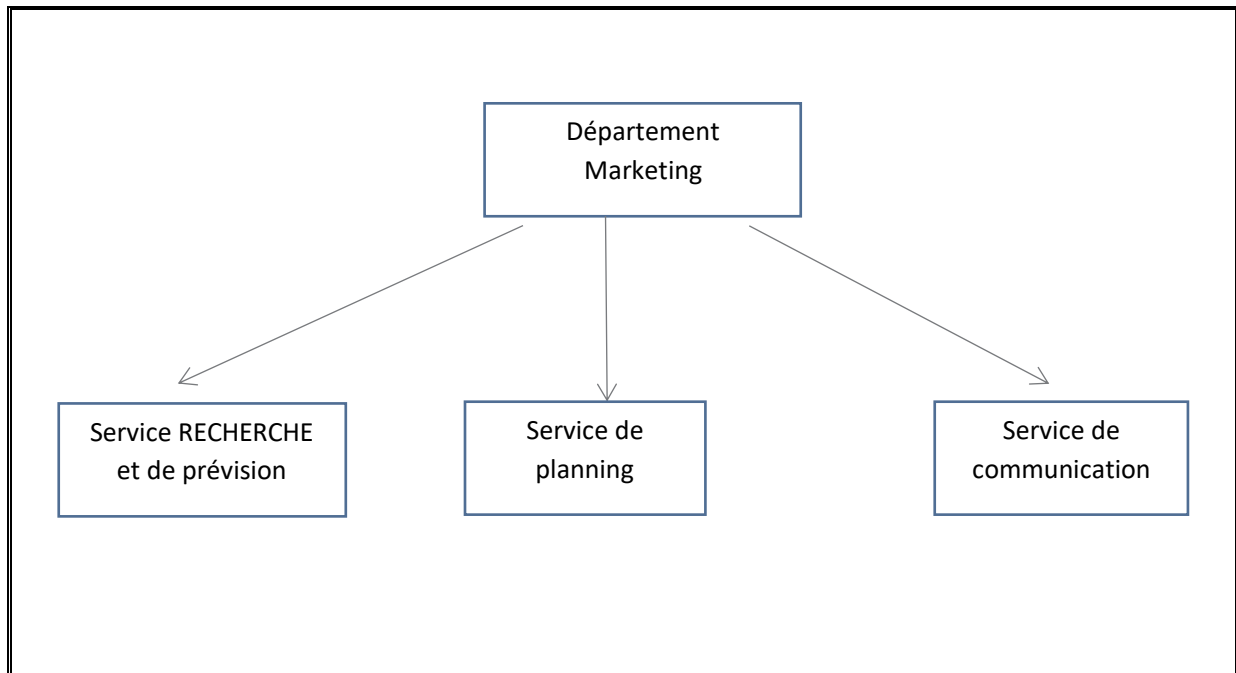 Département
Marketing
Service RECHERCHE
et de prévision
Service de
planning
Service de
communication